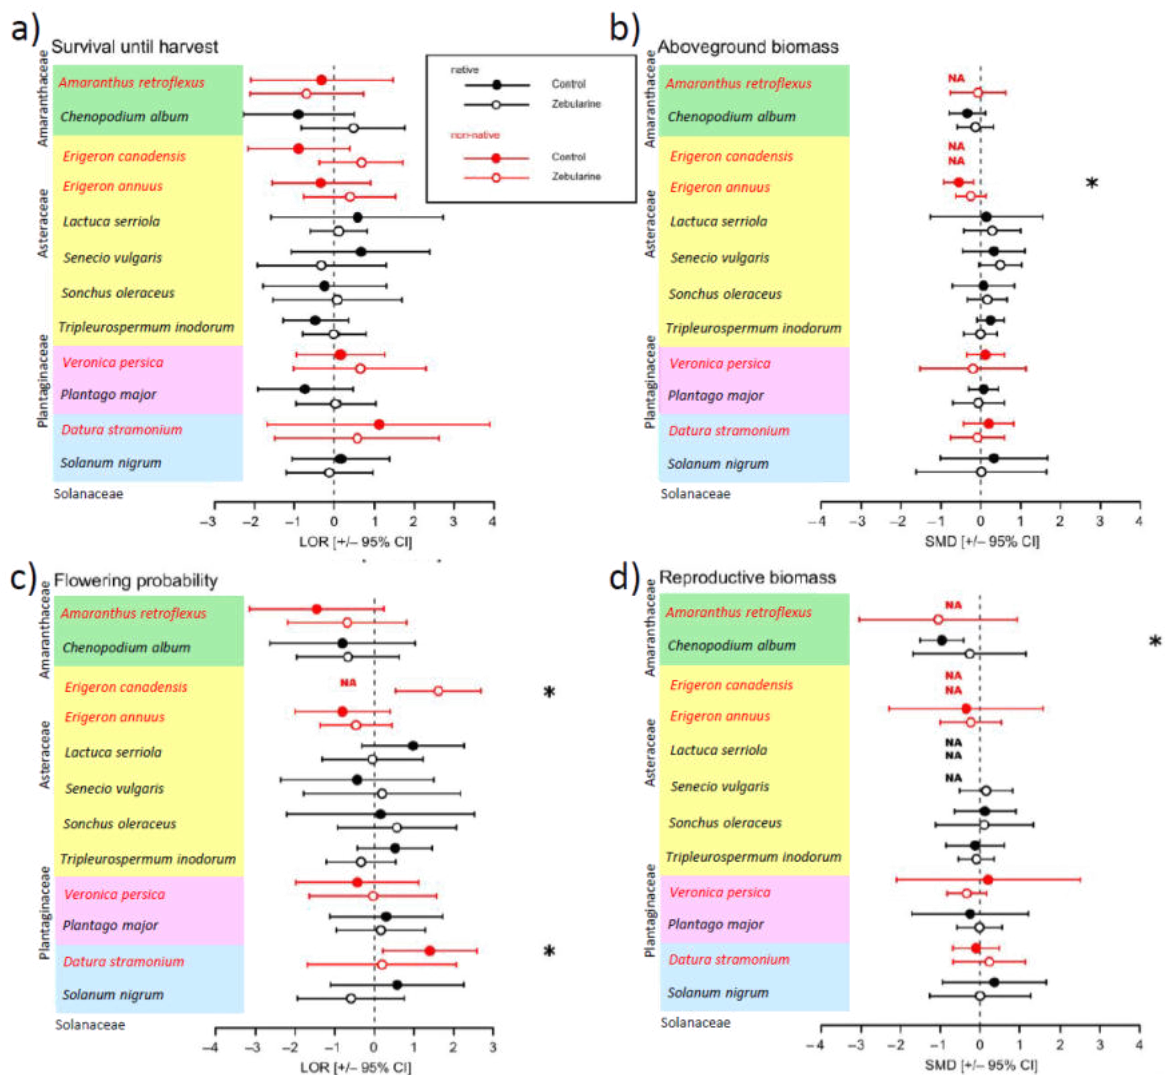 a) Survival until harvest
Amaranthaceae
Amaranthus retroflexus
Chenopodium album
Asteraceae
Erigeron canadensis
Erigeron annuus
Lactuca serriola
Senecio vulgaris
Sonchus oleraceus
Tripleurospermum inodorum
Plantaginaceae
Veronica persica
Plantago major
Datura stramonium
Solanum nigrum
Solanaceae
–3 –2 –1 0 1 2 3 4
LOR [+/– 95% CI]
native
Control
Zebularine
non-native
Control
Zebularine
b) Aboveground biomass
Amaranthaceae
Amaranthus retroflexus NA
Chenopodium album
Asteraceae
Erigeron canadensis NA
NA
Erigeron annuus *
Lactuca serriola
Senecio vulgaris
Sonchus oleraceus
Tripleurospermum inodorum
Plantaginaceae
Veronica persica
Plantago major
Datura stramonium
Solanum nigrum
Solanaceae
–4 –3 –2 –1 0 1 2 3 4
SMD [+/– 95% CI]
c) Flowering probability
Amaranthaceae
Amaranthus retroflexus
Chenopodium album
Asteraceae
Erigeron canadensis NA *
Erigeron annuus
Lactuca serriola
Senecio vulgaris
Sonchus oleraceus
Tripleurospermum inodorum
Plantaginaceae
Veronica persica
Plantago major
Datura stramonium *
Solanum nigrum
Solanaceae
–4 –3 –2 –1 0 1 2 3
LOR [+/– 95% CI]
d) Reproductive biomass
Amaranthaceae
Amaranthus retroflexus NA
Chenopodium album *
Asteraceae
Erigeron canadensis NA
NA
Erigeron annuus
Lactuca serriola NA
NA
Senecio vulgaris NA
Sonchus oleraceus
Tripleurospermum inodorum
Plantaginaceae
Veronica persica
Plantago major
Datura stramonium
Solanum nigrum
Solanaceae
–4 –3 –2 –1 0 1 2 3 4
SMD [+/– 95% CI]